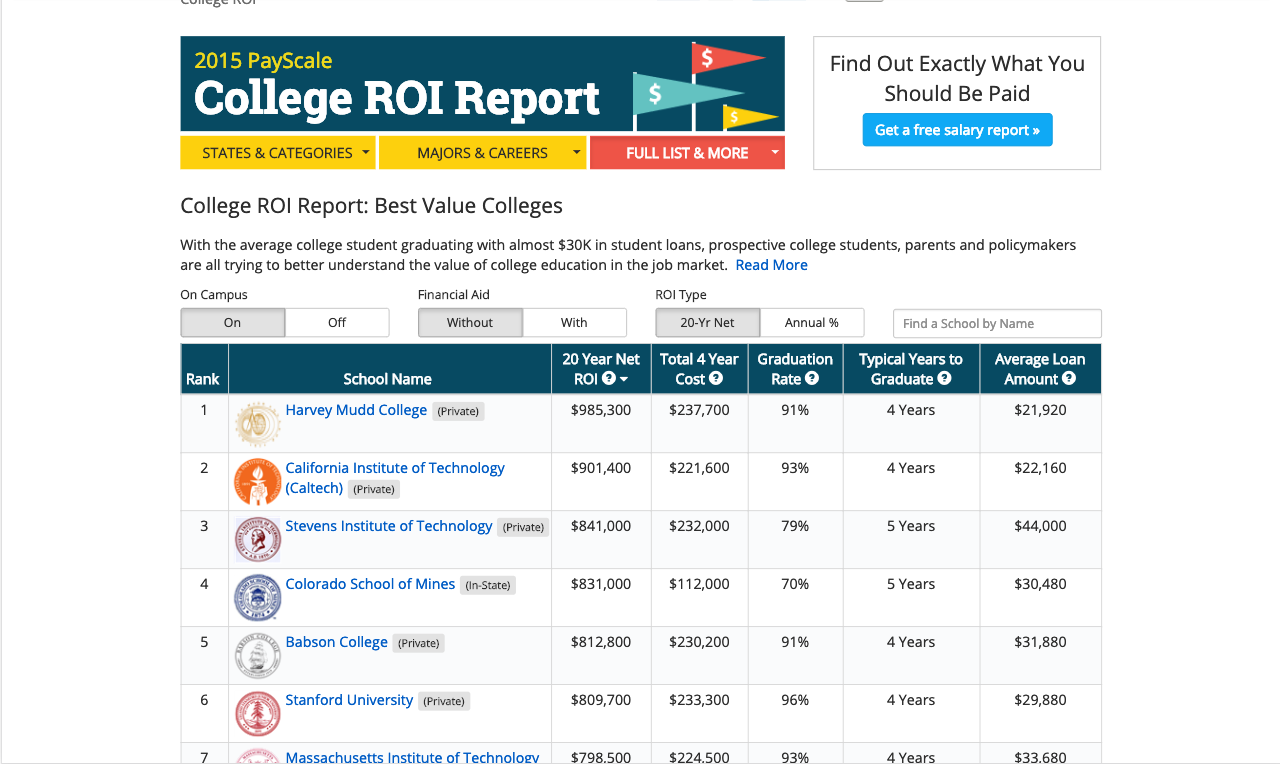 College ROI
2015 PayScale
College ROI Report
$
$
$
STATES & CATEGORIES
MAJORS & CAREERS
FULL LIST & MORE
Find Out Exactly What You
Should Be Paid
Get a free salary report »
College ROI Report: Best Value Colleges
With the average college student graduating with almost $30K in student loans, prospective college students, parents and policymakers
are all trying to better understand the value of college education in the job market. Read More
On Campus
On Off
Financial Aid
Without With
ROI Type
20-Yr Net Annual %
Find a School by Name
Rank School Name 20 Year Net ROI ? Total 4 Year Cost ? Graduation Rate ? Typical Years to Graduate ? Average Loan Amount ?
1 Harvey Mudd College (Private) $985,300 $237,700 91% 4 Years $21,920
2 California Institute of Technology (Caltech) (Private) $901,400 $221,600 93% 4 Years $22,160
3 Stevens Institute of Technology (Private) $841,000 $232,000 79% 5 Years $44,000
4 Colorado School of Mines (In-State) $831,000 $112,000 70% 5 Years $30,480
5 Babson College (Private) $812,800 $230,200 91% 4 Years $31,880
6 Stanford University (Private) $809,700 $233,300 96% 4 Years $29,880
7 Massachusetts Institute of Technology $798,500 $224,500 93% 4 Years $33,680